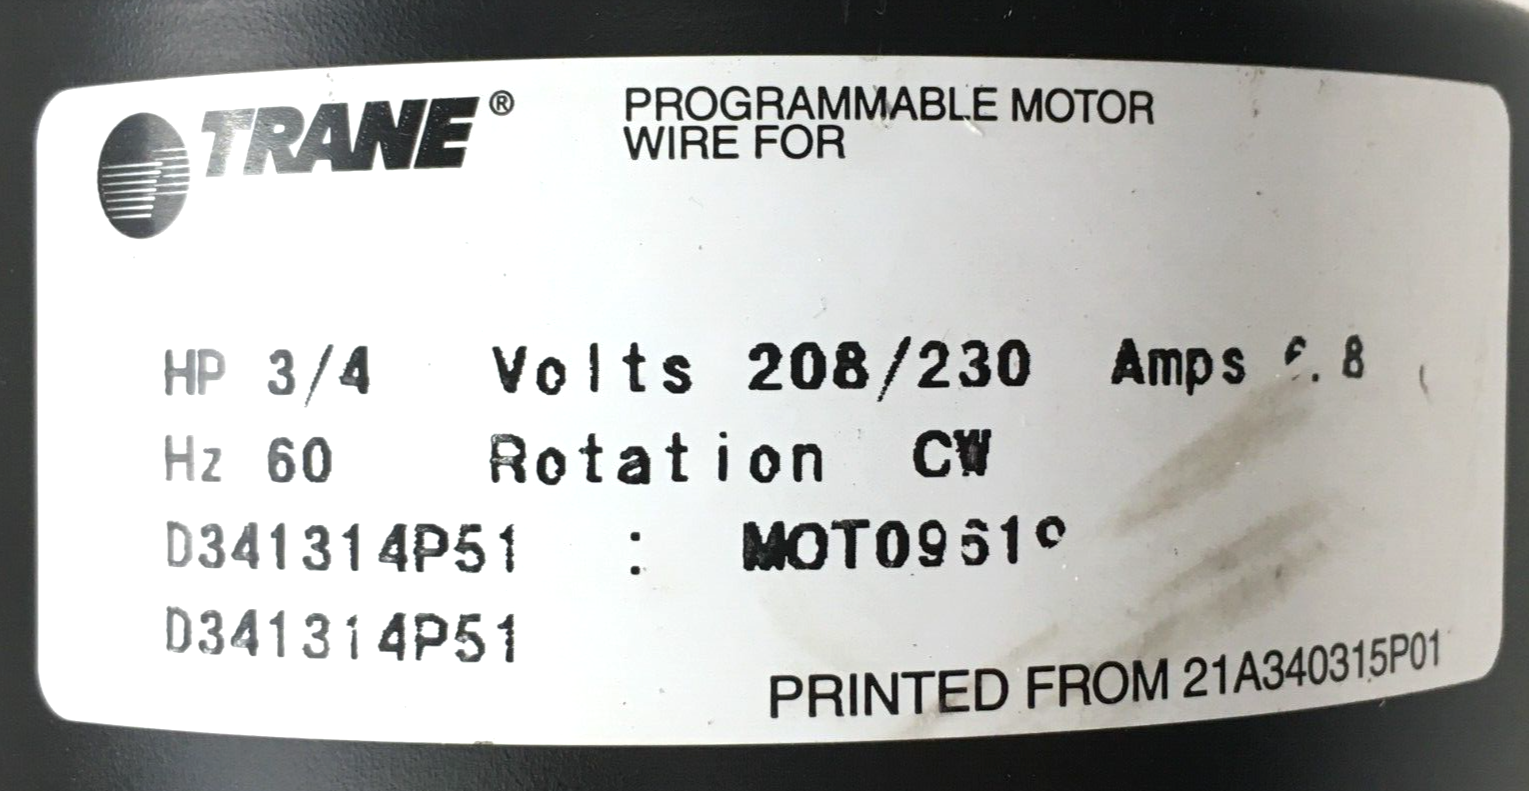 TRANE®
PROGRAMMABLE MOTOR
WIRE FOR
HP 3/4 Volts 208/230 Amps
Hz 60 Rotation CW
D341314P51 :
D341314P51
PRINTED FROM 21A340315P01